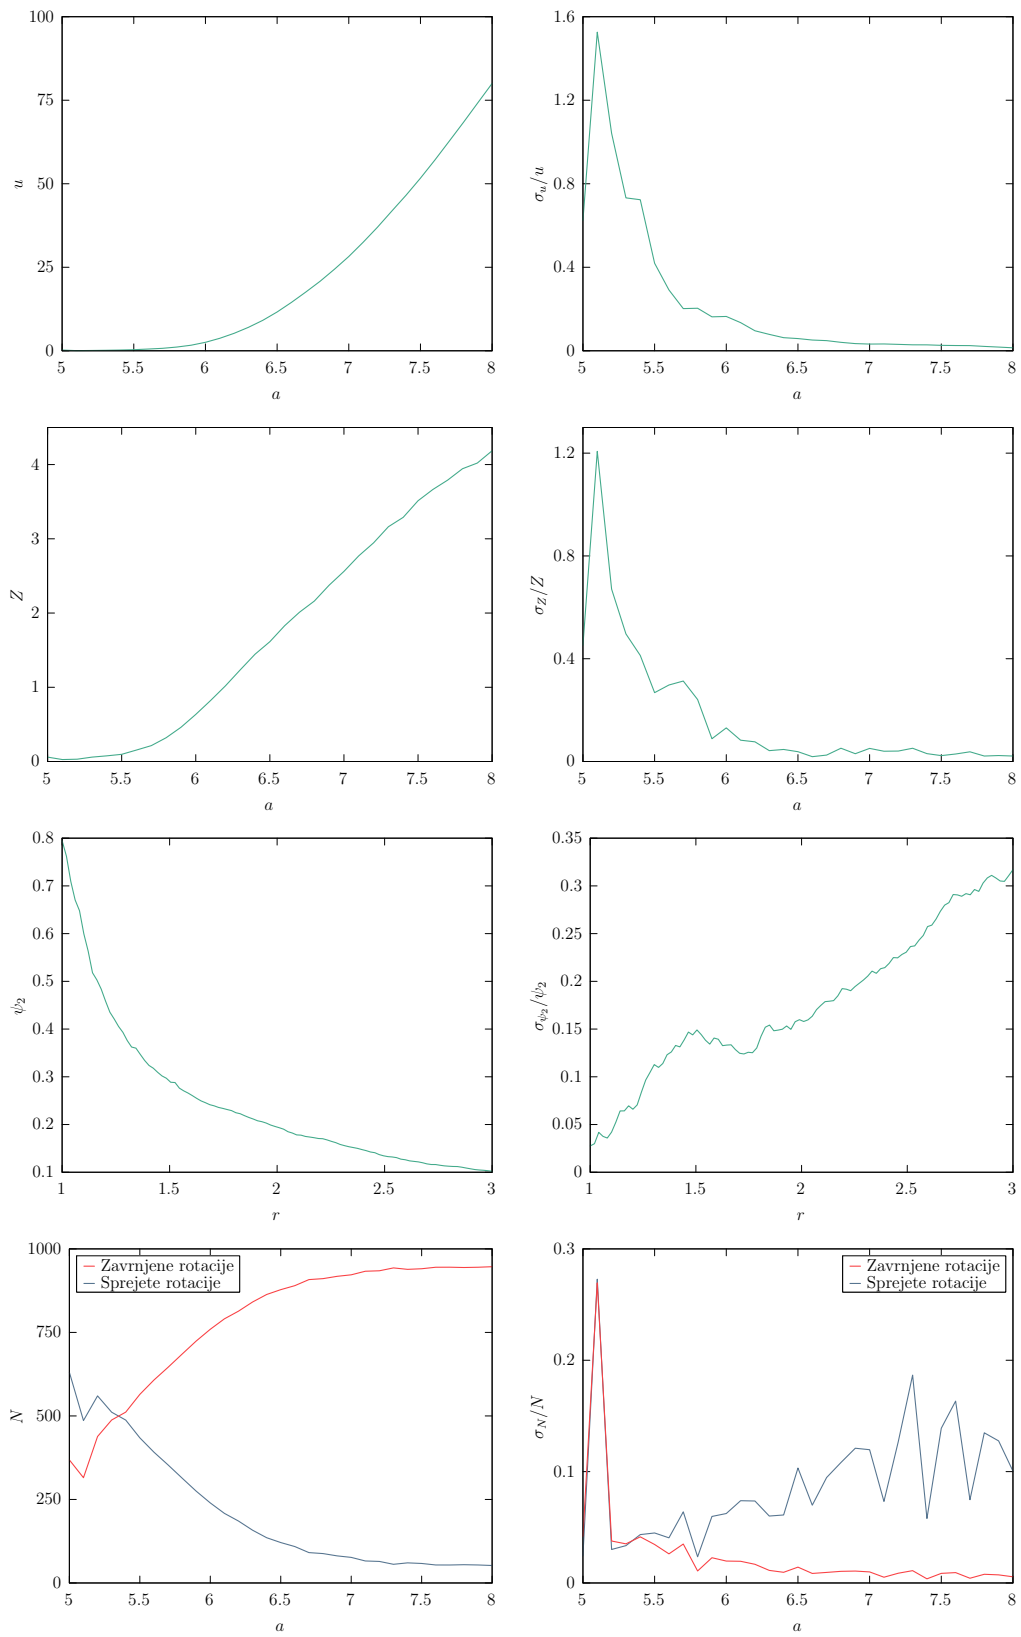 100
75
50
25
0
5 5.5 6 6.5 7 7.5 8
u
a
1.6
1.2
0.8
0.4
0
5 5.5 6 6.5 7 7.5 8
σ_u/u
a
4
3
2
1
0
5 5.5 6 6.5 7 7.5 8
Z
a
1.2
0.8
0.4
0
5 5.5 6 6.5 7 7.5 8
σ_Z/Z
a
0.8
0.7
0.6
0.5
0.4
0.3
0.2
0.1
1 1.5 2 2.5 3
ψ₂
r
0.35
0.3
0.25
0.2
0.15
0.1
0.05
0
1 1.5 2 2.5 3
σ_ψ₂/ψ₂
r
1000
750
500
250
0
5 5.5 6 6.5 7 7.5 8
N
a
Zavrnjene rotacije
Sprejete rotacije
0.3
0.2
0.1
0
5 5.5 6 6.5 7 7.5 8
σ_N/N
a
Zavrnjene rotacije
Sprejete rotacije